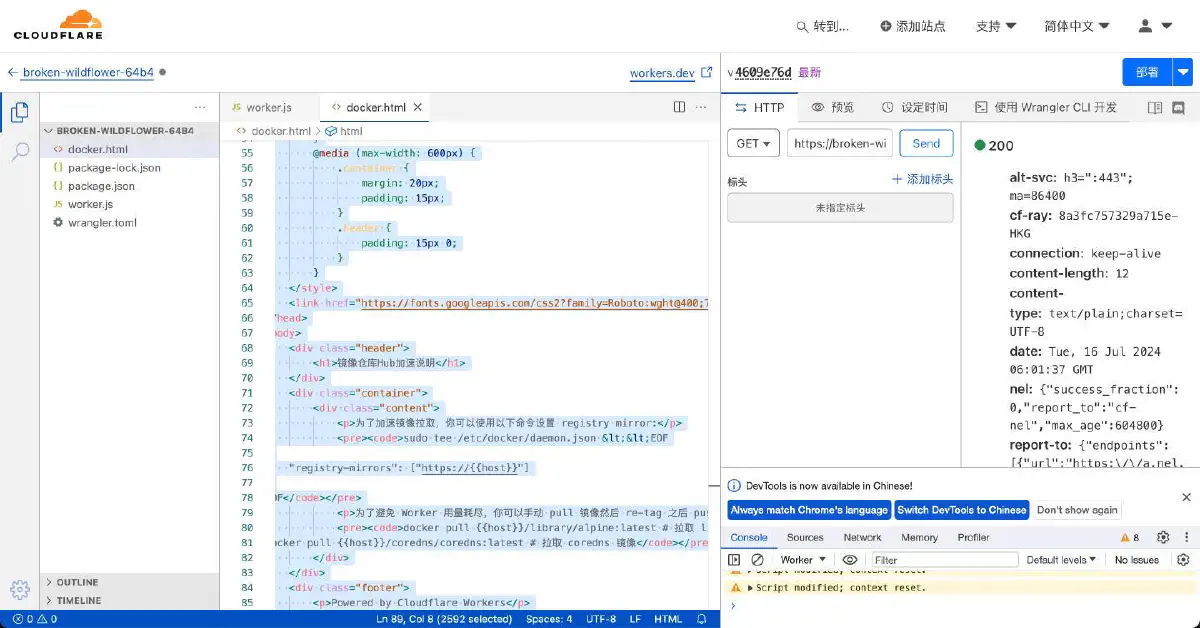 CLOUDFLARE
转到...
添加站点
支持
简体中文
broken-wildflower-64b4
workers.dev
v4609e76d 最新
部署
BROKEN-WILDFLOWER-64B4
docker.html
{} package-lock.json
{} package.json
JS worker.js
wrangler.toml
OUTLINE
TIMELINE
JS worker.js
<> docker.html
<> docker.html > html
55 @media (max-width: 600px) {
56 .container {
57 margin: 20px;
58 padding: 15px;
59 }
60 .header {
61 padding: 15px 0;
62 }
63 }
64 </style>
65 <link href="https://fonts.googleapis.com/css2?family=Roboto:wght@400;7
66 head>
67 body>
68 <div class="header">
69 <h1>镜像仓库Hub加速说明</h1>
70 </div>
71 <div class="container">
72 <div class="content">
73 <p>为了加速镜像拉取，你可以使用以下命令设置 registry mirror:</p>
74 <pre><code>sudo tee /etc/docker/daemon.json &lt;&lt;EOF
75
76 "registry-mirrors": ["https://{{host}}"]
77
78 OF</code></pre>
79 <p>为了避免 Worker 用量耗尽，你可以手动 pull 镜像然后 re-tag 之后 pus
80 <pre><code>docker pull {{host}}/library/alpine:latest # 拉取 l
81 ocker pull {{host}}/coredns/coredns:latest # 拉取 coredns 镜像</code></pre
82 </div>
83 </div>
84 <div class="footer">
85 <p>Powered by Cloudflare Workers</p>
0 0
Ln 89, Col 8 (2592 selected)
Spaces: 4
UTF-8
LF
HTML
HTTP
预览
设定时间
使用 Wrangler CLI 开发
GET
https://broken-wi
Send
标头
+ 添加标头
未指定标头
200
alt-svc: h3=":443";
ma=86400
cf-ray: 8a3fc757329a715e-
HKG
connection: keep-alive
content-length: 12
content-
type: text/plain;charset=
UTF-8
date: Tue, 16 Jul 2024
06:01:37 GMT
nel: {"success_fraction":
0,"report_to":"cf-
nel","max_age":604800}
report-to: {"endpoints":
[{"url":"https:\/\/a.nel.
DevTools is now available in Chinese!
Always match Chrome's language
Switch DevTools to Chinese
Don't show again
Console
Sources
Network
Memory
Profiler
8
Worker
Filter
Default levels
No Issues
Script modified; context reset.
Script modified; context reset.